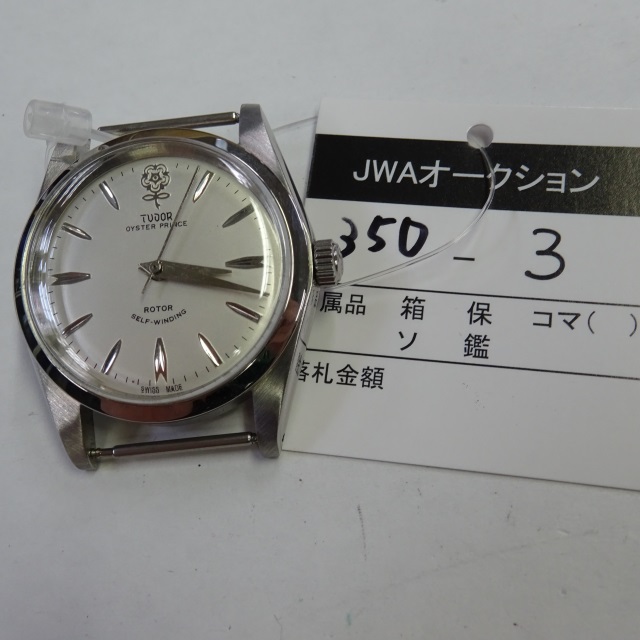 TUDOR
OYSTER PRINCE
ROTOR
SELF-WINDING
SWISS MADE
JWAオークション
350 - 3
属品 箱 保 コマ( )
ソ 鑑
落札金額